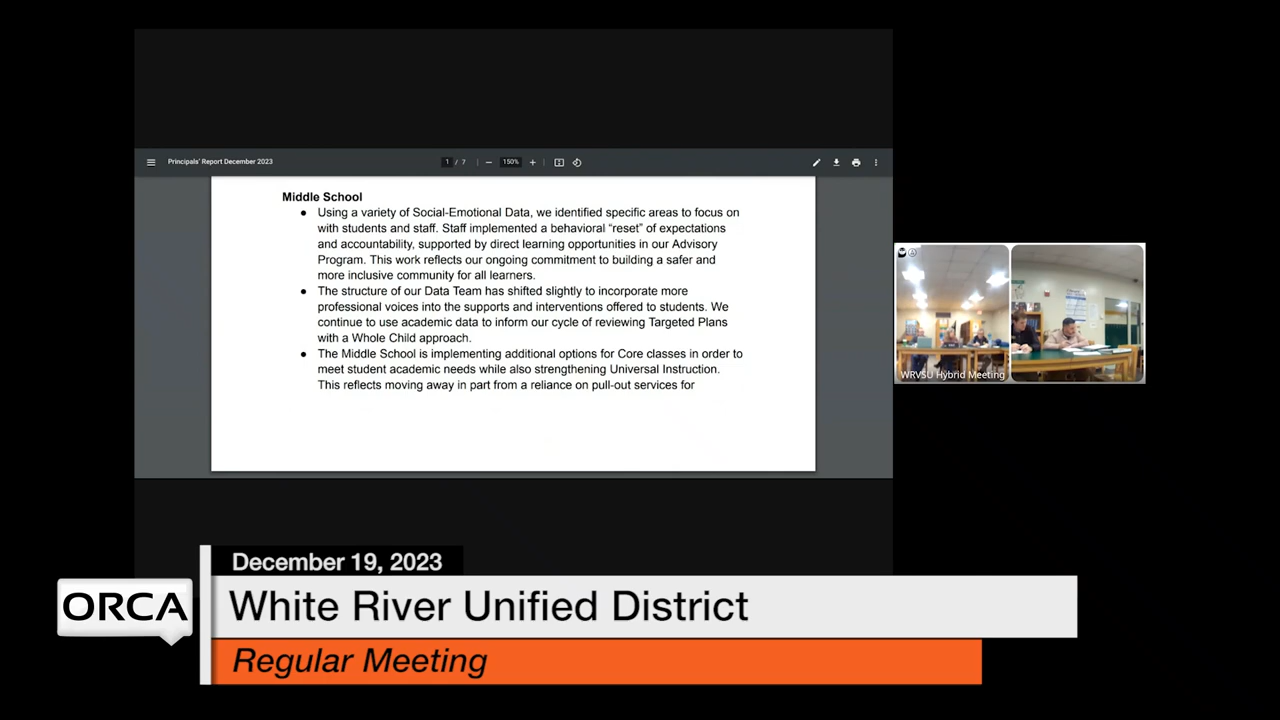 Principals' Report December 2023
1 / 7
150%
Middle School
● Using a variety of Social-Emotional Data, we identified specific areas to focus on
with students and staff. Staff implemented a behavioral “reset” of expectations
and accountability, supported by direct learning opportunities in our Advisory
Program. This work reflects our ongoing commitment to building a safer and
more inclusive community for all learners.
● The structure of our Data Team has shifted slightly to incorporate more
professional voices into the supports and interventions offered to students. We
continue to use academic data to inform our cycle of reviewing Targeted Plans
with a Whole Child approach.
● The Middle School is implementing additional options for Core classes in order to
meet student academic needs while also strengthening Universal Instruction.
This reflects moving away in part from a reliance on pull-out services for
WRVSU Hybrid Meeting
December 19, 2023
ORCA
White River Unified District
Regular Meeting